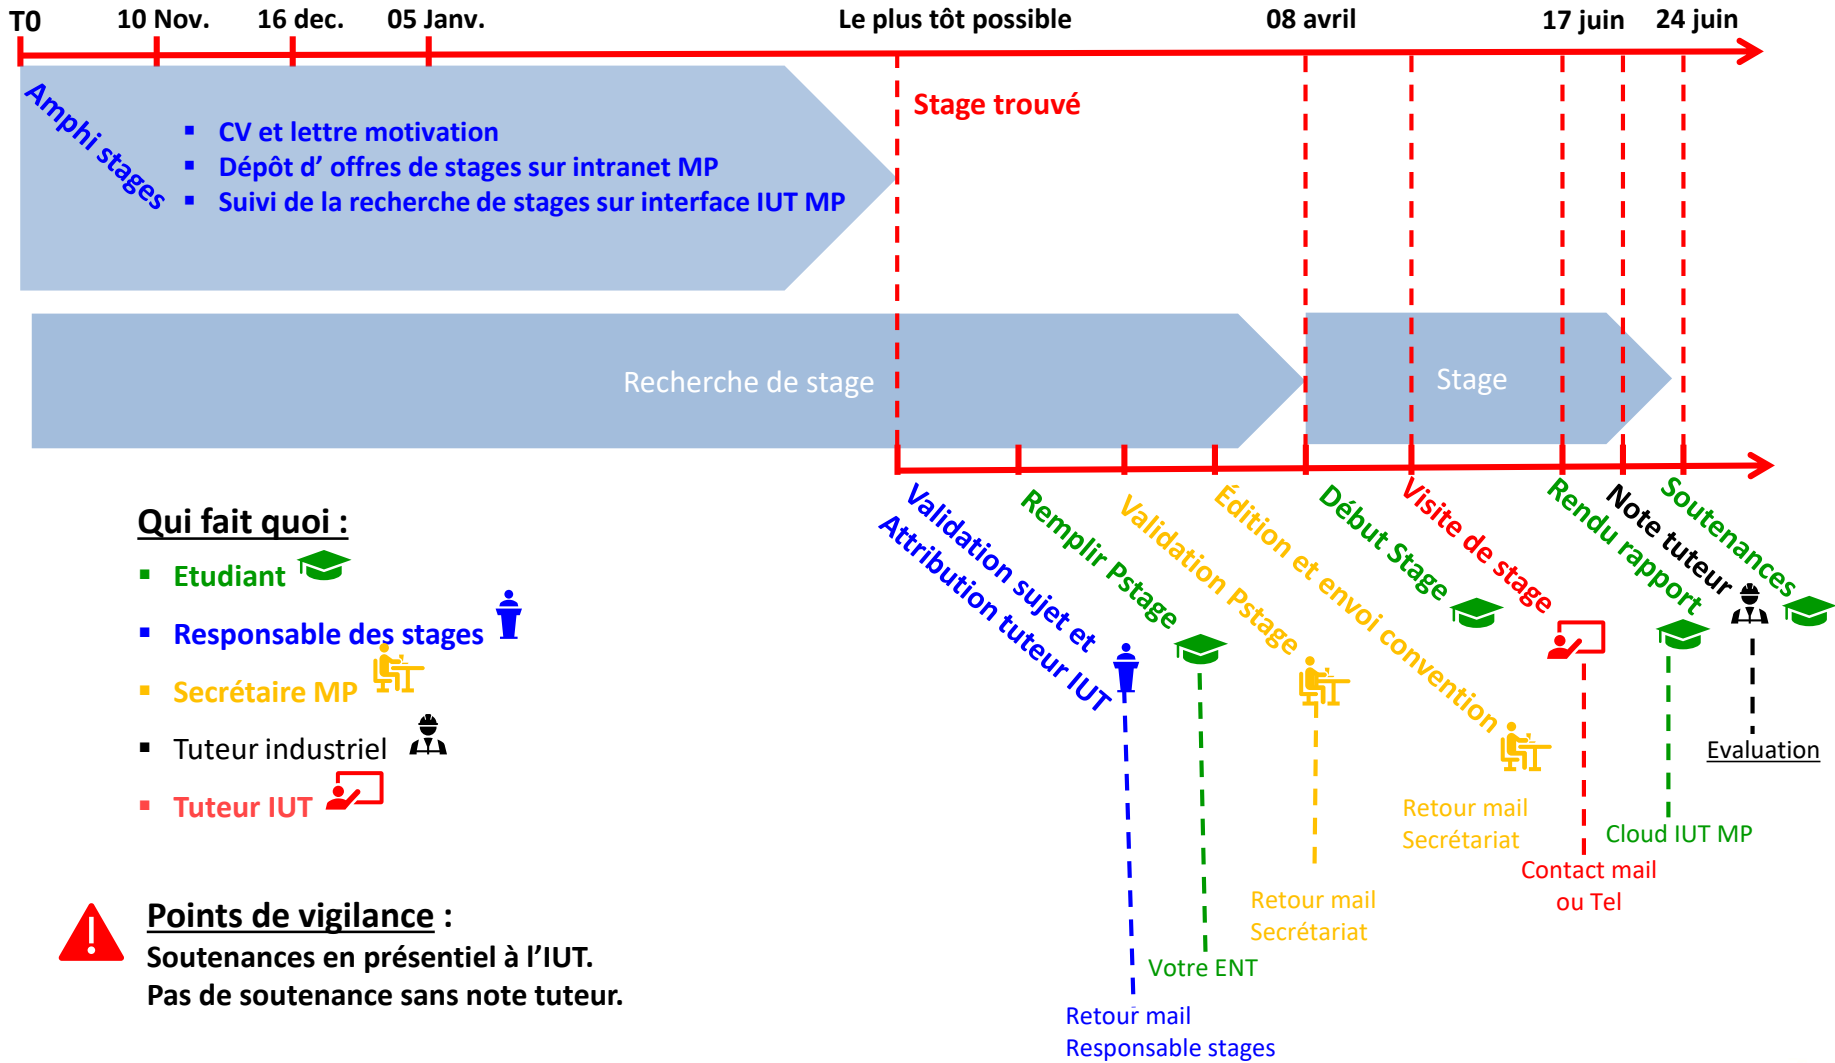 T0
10 Nov.
16 dec.
05 Janv.
Le plus tôt possible
08 avril
17 juin
24 juin
Amphi stages
▪ CV et lettre motivation
▪ Dépôt d’ offres de stages sur intranet MP
▪ Suivi de la recherche de stages sur interface IUT MP
Stage trouvé
Recherche de stage
Stage
Validation sujet et
Attribution tuteur IUT
Remplir Pstage
Validation Pstage
Édition et envoi convention
Début Stage
Visite de stage
Rendu rapport
Note tuteur
Soutenances
Qui fait quoi :
▪ Etudiant
▪ Responsable des stages
▪ Secrétaire MP
▪ Tuteur industriel
▪ Tuteur IUT
Evaluation
Cloud IUT MP
Contact mail
ou Tel
Retour mail
Secrétariat
Retour mail
Secrétariat
Votre ENT
Retour mail
Responsable stages
Points de vigilance :
Soutenances en présentiel à l’IUT.
Pas de soutenance sans note tuteur.